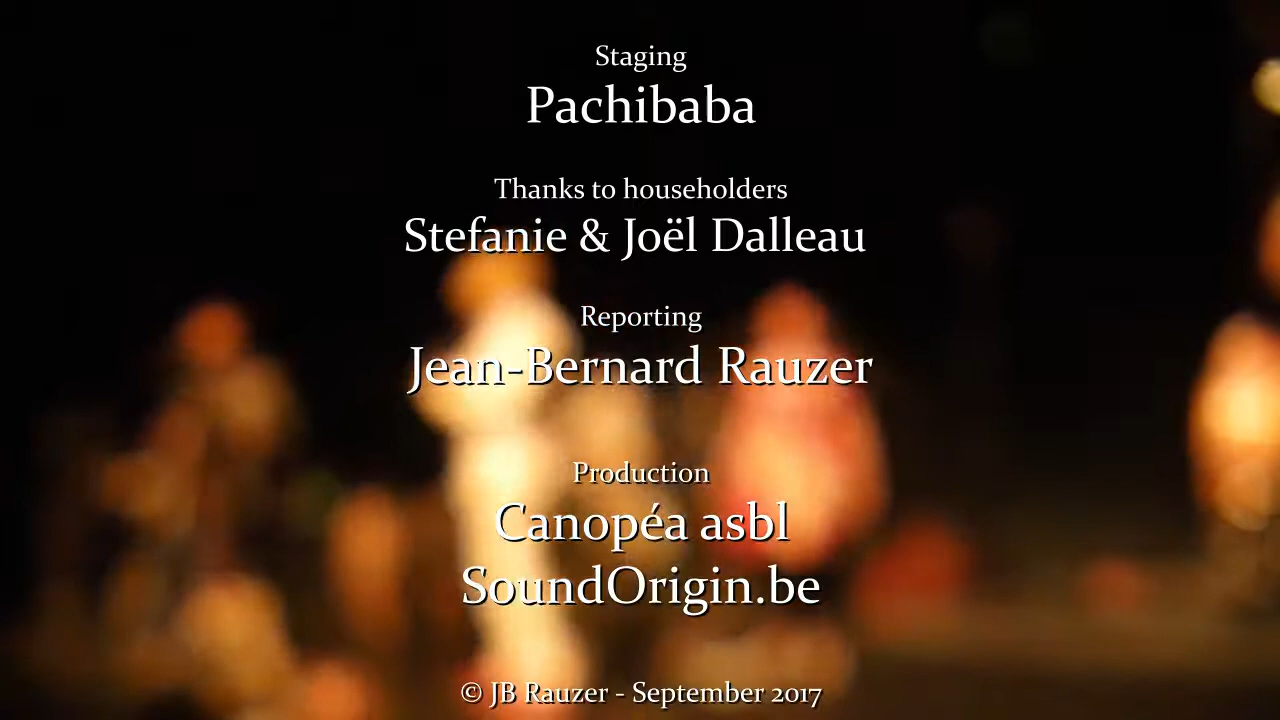 Staging
Pachibaba
Thanks to householders
Stefanie & Joël Dalleau
Reporting
Jean-Bernard Rauzer
Production
Canopéa asbl
SoundOrigin.be
© JB Rauzer - September 2017